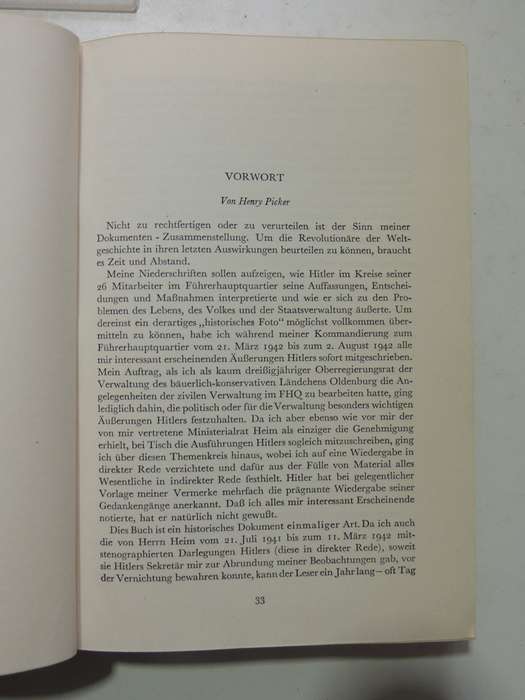 VORWORT
Von Henry Picker
Nicht zu rechtfertigen oder zu verurteilen ist der Sinn meiner
Dokumenten - Zusammenstellung. Um die Revolutionäre der Welt-
geschichte in ihren letzten Auswirkungen beurteilen zu können, braucht
es Zeit und Abstand.
Meine Niederschriften sollen aufzeigen, wie Hitler im Kreise seiner
26 Mitarbeiter im Führerhauptquartier seine Auffassungen, Entschei-
dungen und Maßnahmen interpretierte und wie er sich zu den Pro-
blemen des Lebens, des Volkes und der Staatsverwaltung äußerte. Um
dereinst ein derartiges „historisches Foto" möglichst vollkommen über-
mitteln zu können, habe ich während meiner Kommandierung zum
Führerhauptquartier vom 21. März 1942 bis zum 2. August 1942 alle
mir interessant erscheinenden Äußerungen Hitlers sofort mitgeschrieben.
Mein Auftrag, als ich als kaum dreißigjähriger Oberregierungsrat der
Verwaltung des bäuerlich-konservativen Ländchens Oldenburg die An-
gelegenheiten der zivilen Verwaltung im FHQ zu bearbeiten hatte, ging
lediglich dahin, die politisch oder für die Verwaltung besonders wichtigen
Äußerungen Hitlers festzuhalten. Da ich aber ebenso wie vor mir der
von mir vertretene Ministerialrat Heim als einziger die Genehmigung
erhielt, bei Tisch die Ausführungen Hitlers sogleich mitzuschreiben, ging
ich über diesen Themenkreis hinaus, wobei ich auf eine Wiedergabe in
direkter Rede verzichtete und dafür aus der Fülle von Material alles
Wesentliche in indirekter Rede festhielt. Hitler hat bei gelegentlicher
Vorlage meiner Vermerke mehrfach die prägnante Wiedergabe seiner
Gedankengänge anerkannt. Daß ich alles mir interessant Erscheinende
notierte, hat er natürlich nicht gewußt.
Dies Buch ist ein historisches Dokument einmaliger Art. Da ich auch
die von Herrn Heim vom 21. Juli 1941 bis zum 11. März 1942 mit-
stenographierten Darlegungen Hitlers (diese in direkter Rede), soweit
sie Hitlers Sekretär mir zur Abrundung meiner Beobachtungen gab, vor
der Vernichtung bewahren konnte, kann der Leser ein Jahr lang – oft Tag
33